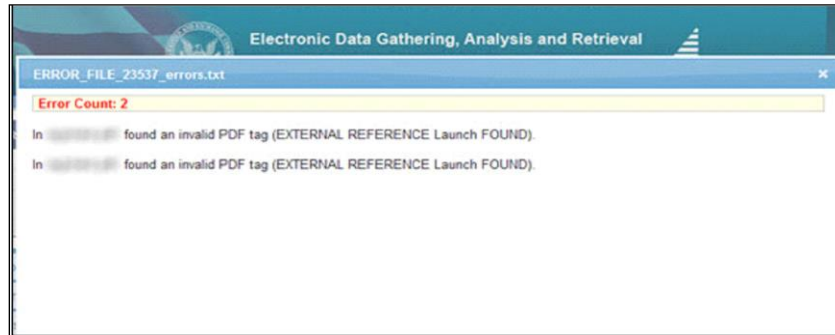 Electronic Data Gathering, Analysis and Retrieval
ERROR_FILE_23537_errors.txt
Error Count: 2
In found an invalid PDF tag (EXTERNAL REFERENCE Launch FOUND).
In found an invalid PDF tag (EXTERNAL REFERENCE Launch FOUND).